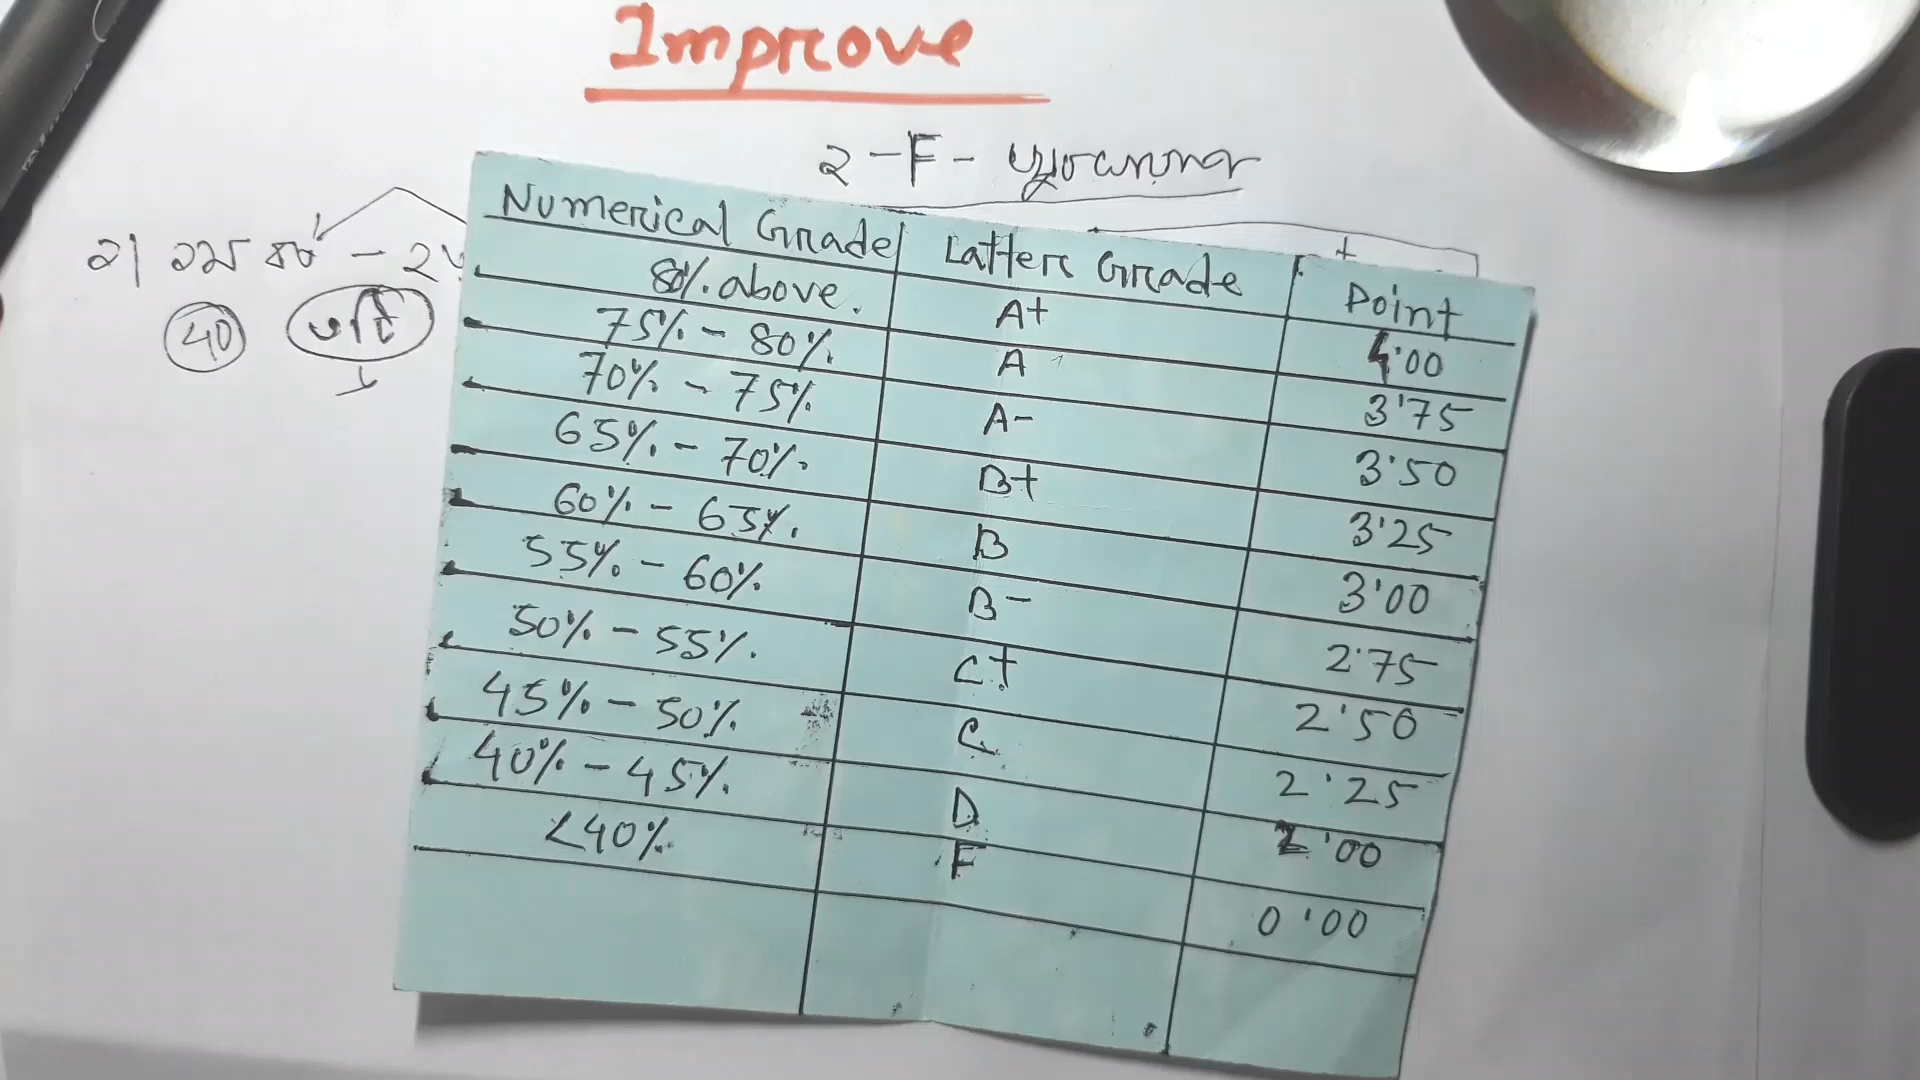 Improve
২ -F-
২|
40
Numerical Grade Latter Grade Point
80%. above. A+ 4.00
75% - 80% A 3.75
70% - 75% A- 3.50
65% - 70% B+ 3.25
60% - 65% B 3.00
55% - 60% B- 2.75
50% - 55% C+ 2.50
45% - 50% C 2.25
40% - 45% D 2.00
<40% F 0.00